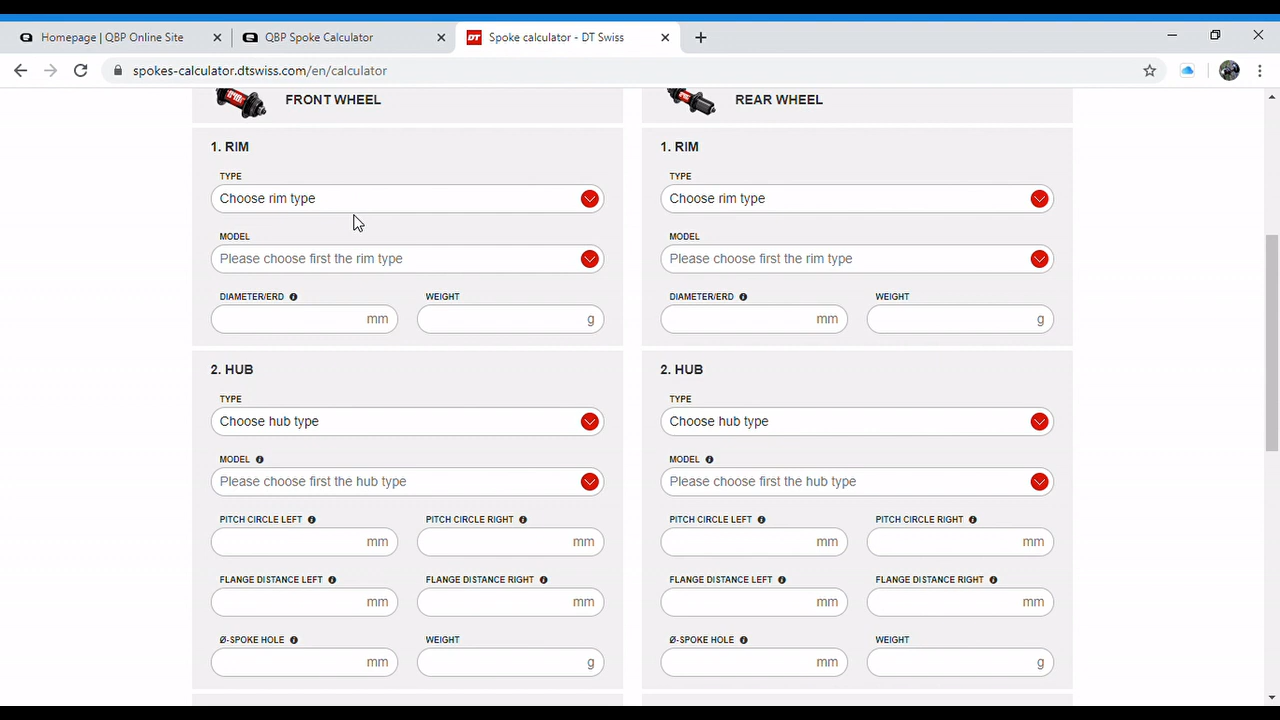 Homepage | QBP Online Site
QBP Spoke Calculator
DT
Spoke calculator - DT Swiss
spokes-calculator.dtswiss.com/en/calculator
FRONT WHEEL
REAR WHEEL
1. RIM
1. RIM
TYPE
TYPE
Choose rim type
Choose rim type
MODEL
MODEL
Please choose first the rim type
Please choose first the rim type
DIAMETER/ERD
WEIGHT
DIAMETER/ERD
WEIGHT
mm
g
mm
g
2. HUB
2. HUB
TYPE
TYPE
Choose hub type
Choose hub type
MODEL
MODEL
Please choose first the hub type
Please choose first the hub type
PITCH CIRCLE LEFT
PITCH CIRCLE RIGHT
PITCH CIRCLE LEFT
PITCH CIRCLE RIGHT
mm
mm
mm
mm
FLANGE DISTANCE LEFT
FLANGE DISTANCE RIGHT
FLANGE DISTANCE LEFT
FLANGE DISTANCE RIGHT
mm
mm
mm
mm
Ø-SPOKE HOLE
WEIGHT
Ø-SPOKE HOLE
WEIGHT
mm
g
mm
g